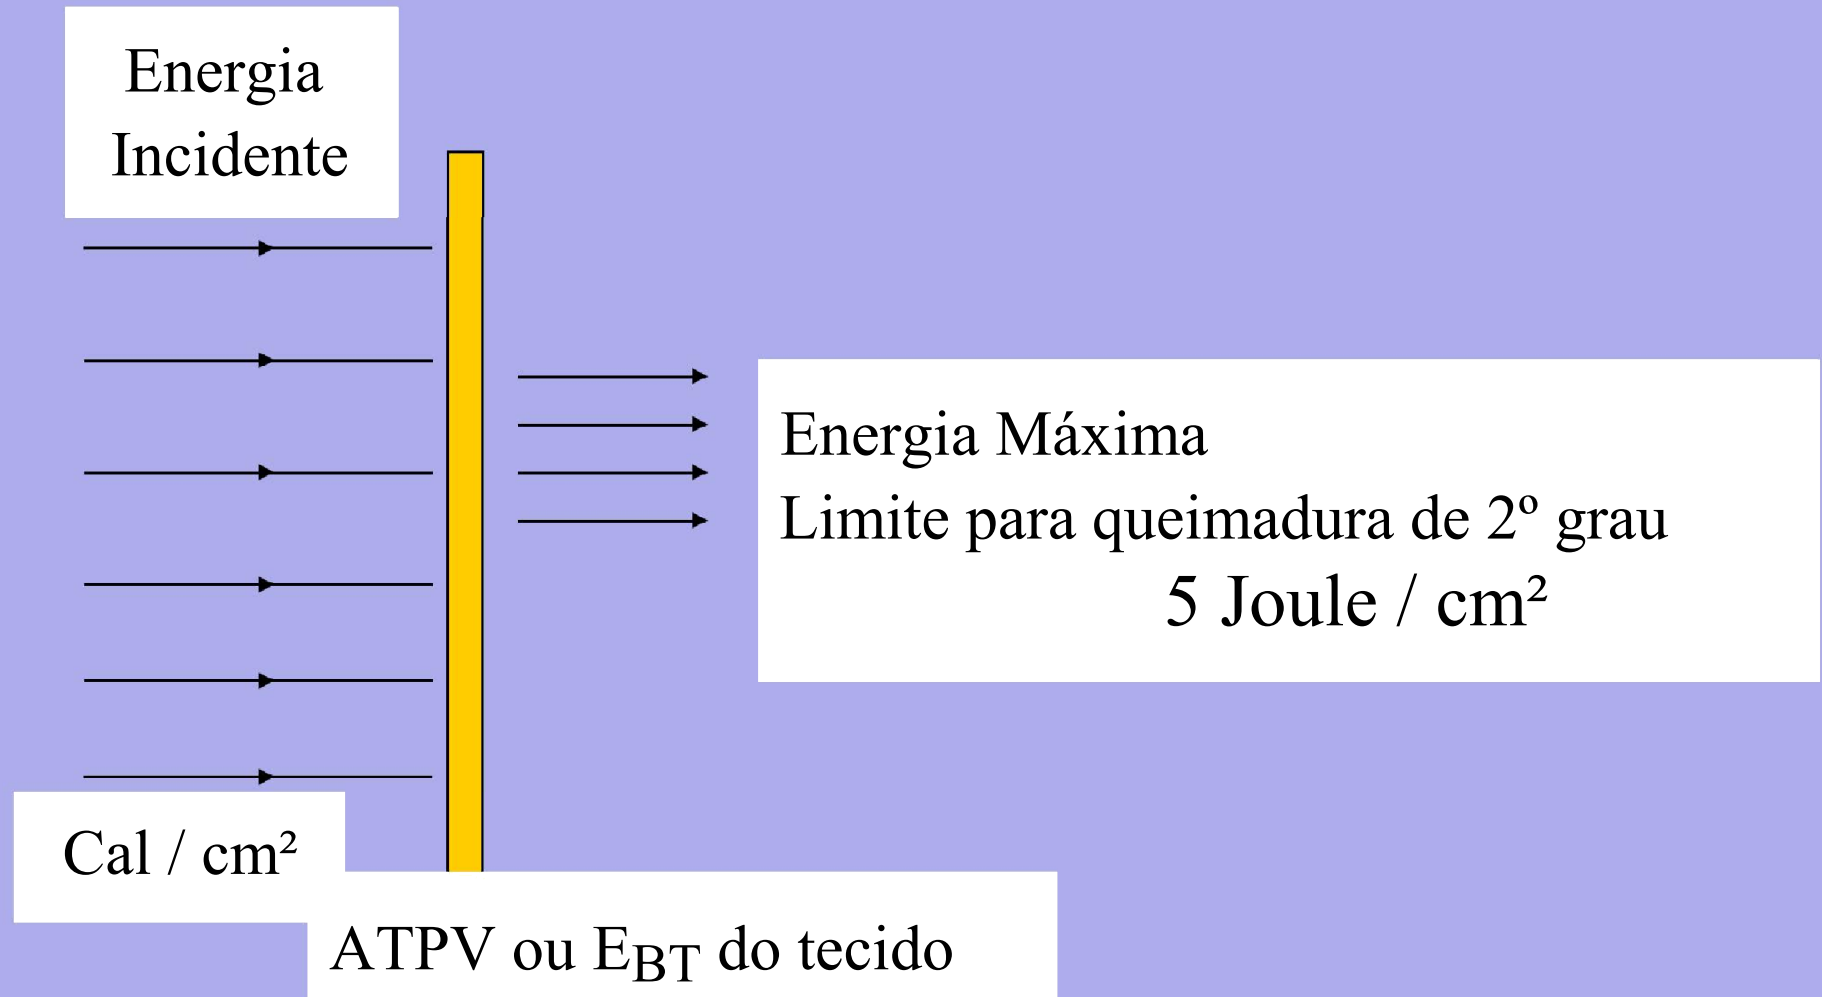 Energia
Incidente
Energia Máxima
Limite para queimadura de 2º grau
5 Joule / cm²
Cal / cm²
ATPV ou EBT do tecido